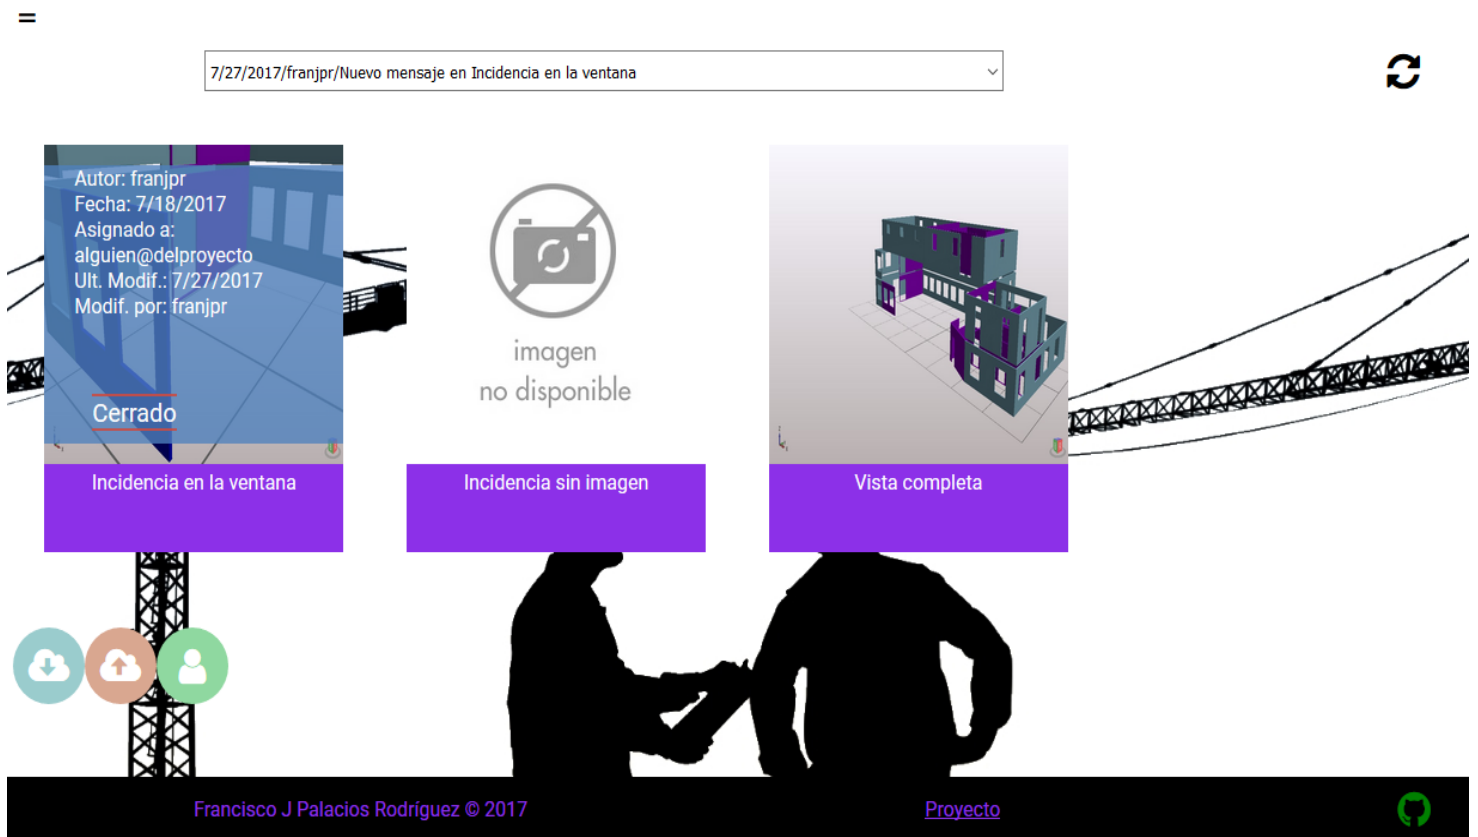 7/27/2017/franjpr/Nuevo mensaje en Incidencia en la ventana
Autor: franjpr
Fecha: 7/18/2017
Asignado a:
alguien@delproyecto
Ult. Modif.: 7/27/2017
Modif. por: franjpr
Cerrado
Incidencia en la ventana
imagen
no disponible
Incidencia sin imagen
Vista completa
Francisco J Palacios Rodríguez © 2017
Proyecto